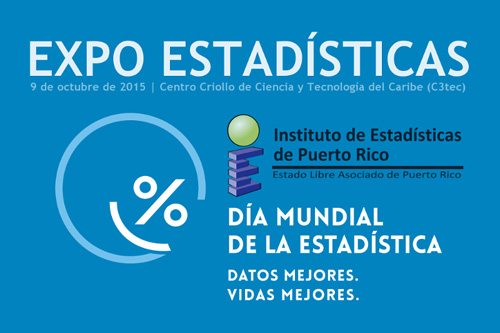 EXPO ESTADÍSTICAS
9 de octubre de 2015 | Centro Criollo de Ciencia y Tecnología del Caribe (C3tec)
Instituto de Estadísticas
de Puerto Rico
Estado Libre Asociado de Puerto Rico
%
DÍA MUNDIAL
DE LA ESTADÍSTICA
DATOS MEJORES.
VIDAS MEJORES.